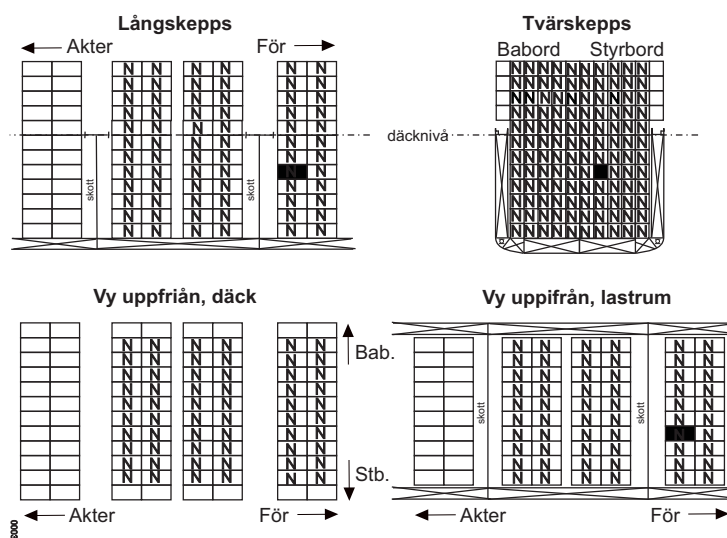 Långskepps
Akter
För
skott
skott
Tvärskepps
Babord
Styrbord
däcknivå
Vy uppfriån, däck
Bab.
Stb.
Akter
För
Vy uppifrån, lastrum
skott
skott
Akter
För